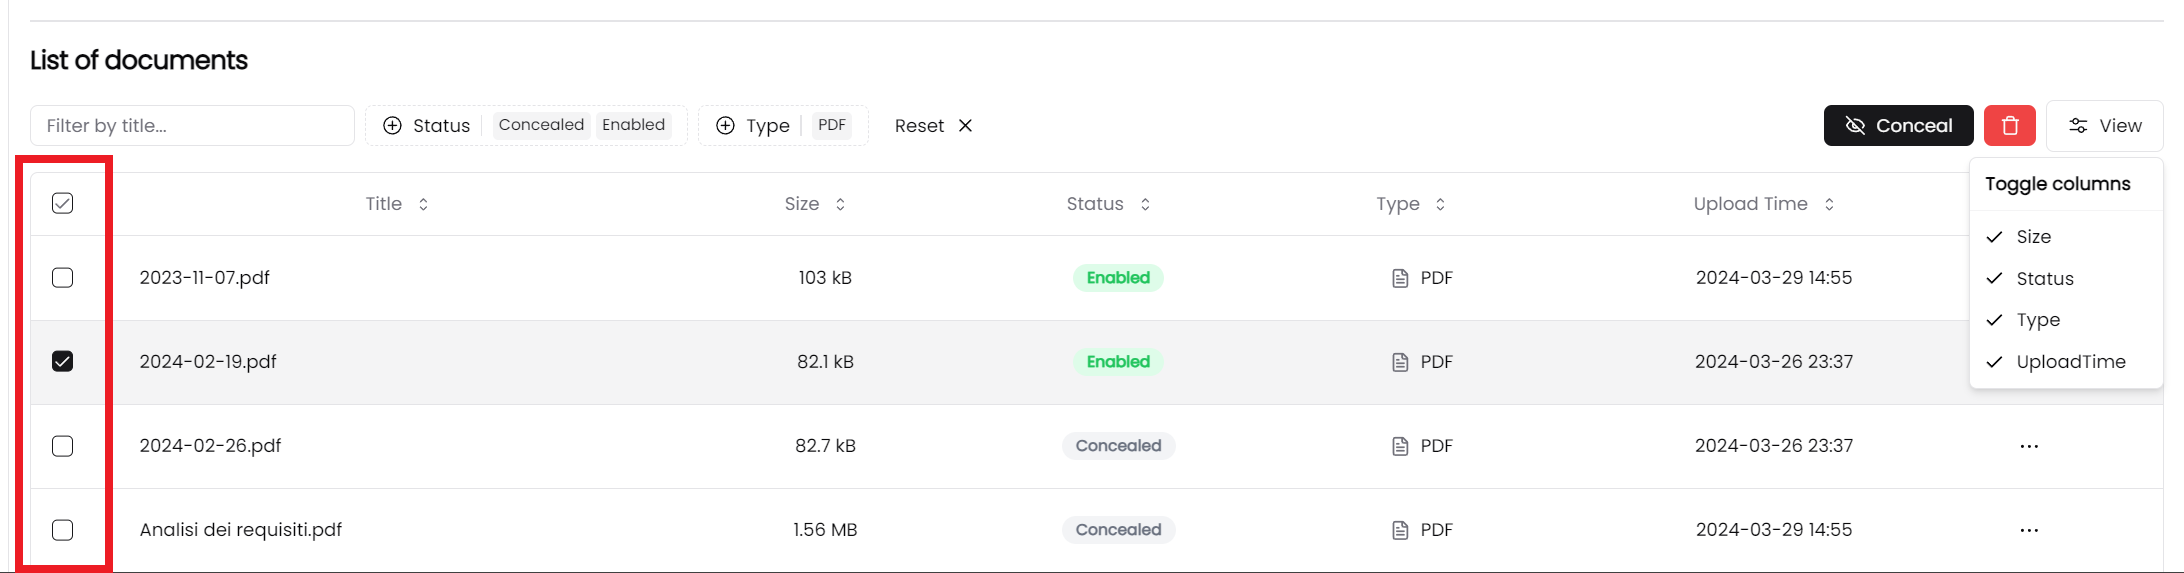 List of documents
Filter by title... Status Concealed Enabled Type PDF Reset Conceal View
Toggle columns
Title Size Status Type Upload Time
Size
2023-11-07.pdf 103 kB Enabled PDF 2024-03-29 14:55
Status
Type
2024-02-19.pdf 82.1 kB Enabled PDF 2024-03-26 23:37
UploadTime
2024-02-26.pdf 82.7 kB Concealed PDF 2024-03-26 23:37
Analisi dei requisiti.pdf 1.56 MB Concealed PDF 2024-03-29 14:55